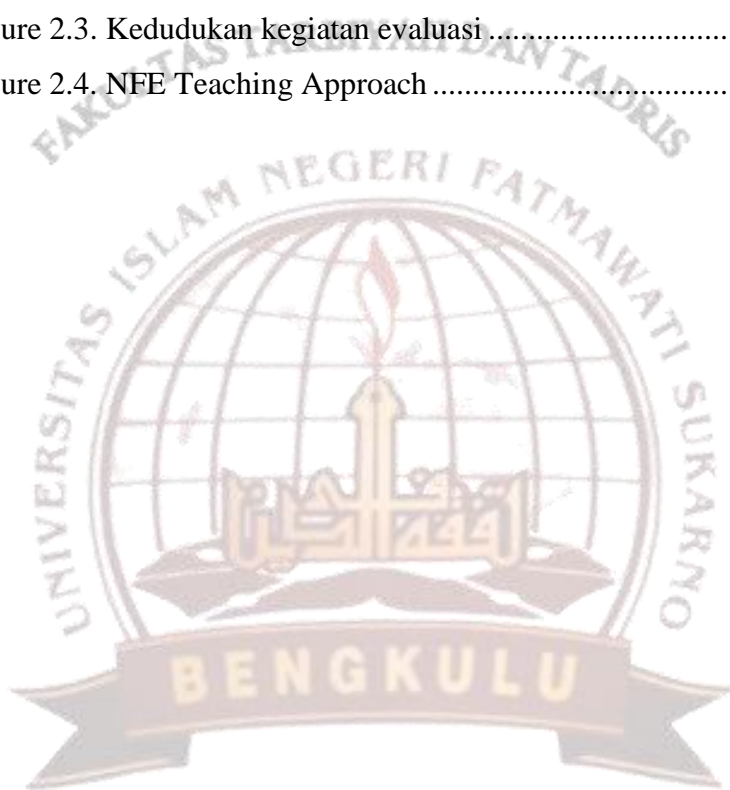 ure 2.3. Kedudukan kegiatan evaluasi ..............................
ure 2.4. NFE Teaching Approach .....................................
FAKULTAS TARBIYAH DAN TADRIS
UNIVERSITAS ISLAM NEGERI FATMAWATI SUKARNO
BENGKULU